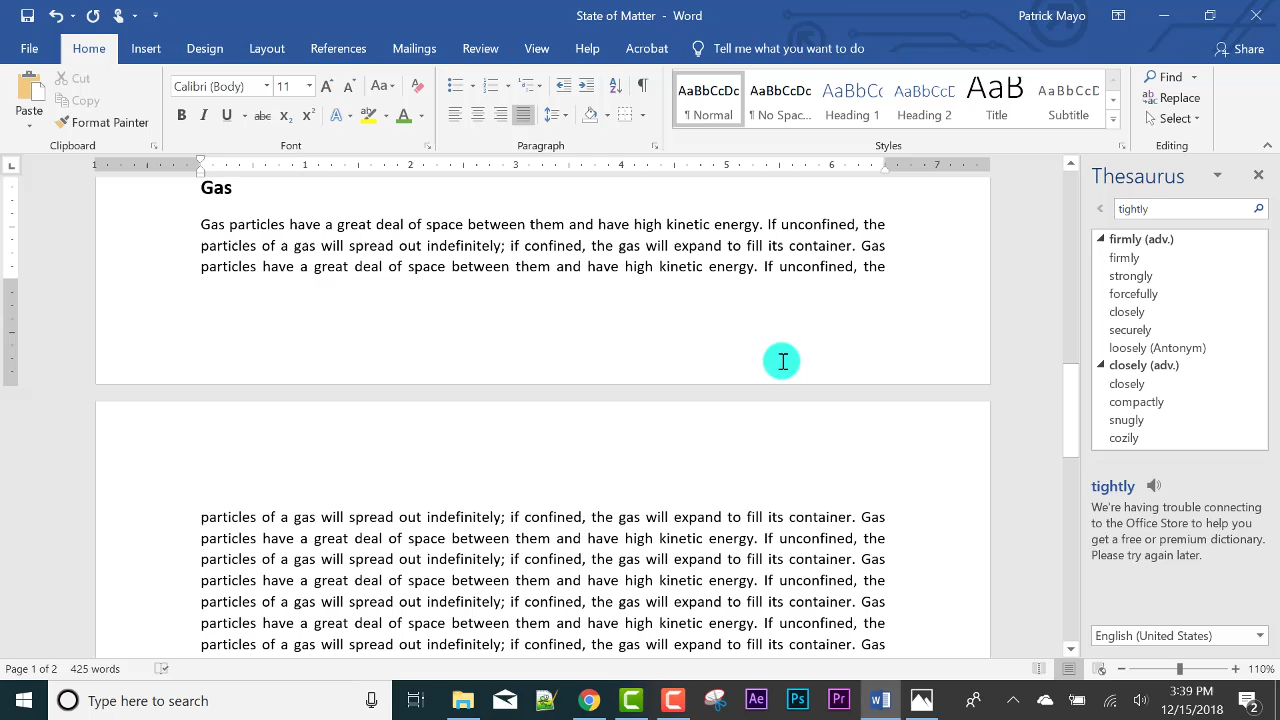 State of Matter - Word
Patrick Mayo
File Home Insert Design Layout References Mailings Review View Help Acrobat Tell me what you want to do Share
Paste
Cut
Copy
Format Painter
Clipboard
Calibri (Body) 11
Font
Paragraph
AaBbCcDc AaBbCcDc AaBbCc AaBbCcD AaB AaBbCcD
¶ Normal ¶ No Spac... Heading 1 Heading 2 Title Subtitle
Styles
Find
Replace
Select
Editing
1 1 2 3 4 5 6 7
Gas
Gas particles have a great deal of space between them and have high kinetic energy. If unconfined, the
particles of a gas will spread out indefinitely; if confined, the gas will expand to fill its container. Gas
particles have a great deal of space between them and have high kinetic energy. If unconfined, the
particles of a gas will spread out indefinitely; if confined, the gas will expand to fill its container. Gas
particles have a great deal of space between them and have high kinetic energy. If unconfined, the
particles of a gas will spread out indefinitely; if confined, the gas will expand to fill its container. Gas
particles have a great deal of space between them and have high kinetic energy. If unconfined, the
particles of a gas will spread out indefinitely; if confined, the gas will expand to fill its container. Gas
particles have a great deal of space between them and have high kinetic energy. If unconfined, the
particles of a gas will spread out indefinitely; if confined, the gas will expand to fill its container. Gas
Thesaurus
tightly
firmly (adv.)
firmly
strongly
forcefully
closely
securely
loosely (Antonym)
closely (adv.)
closely
compactly
snugly
cozily
tightly
We're having trouble connecting
to the Office Store to help you
get a free or premium dictionary.
Please try again later.
English (United States)
Page 1 of 2 425 words
110%
Type here to search
Ae Ps Pr
3:39 PM
12/15/2018
2